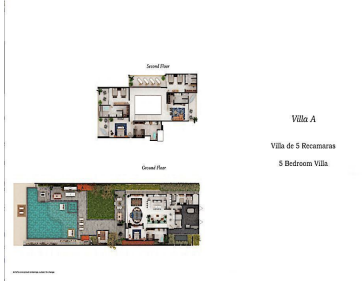 Second Floor
Villa A
Villa de 5 Recamaras
5 Bedroom Villa
Ground Floor